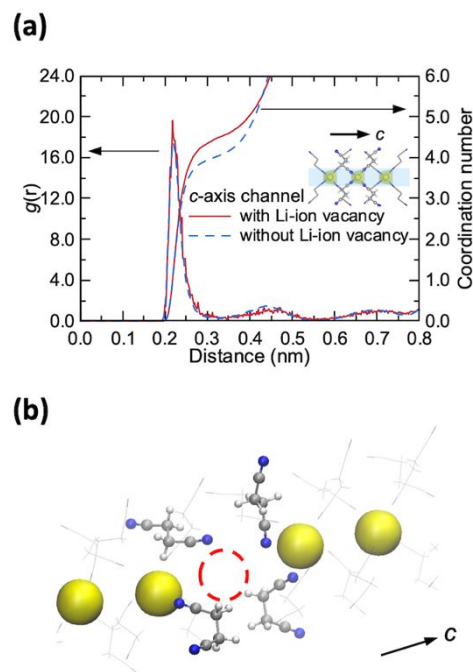 (a)
24.0
20.0
16.0
12.0
8.0
4.0
0.0
g(r)
6.0
5.0
4.0
3.0
2.0
1.0
0.0
Coordination number
c
c-axis channel
with Li-ion vacancy
without Li-ion vacancy
0.0 0.1 0.2 0.3 0.4 0.5 0.6 0.7 0.8
Distance (nm)
(b)
c